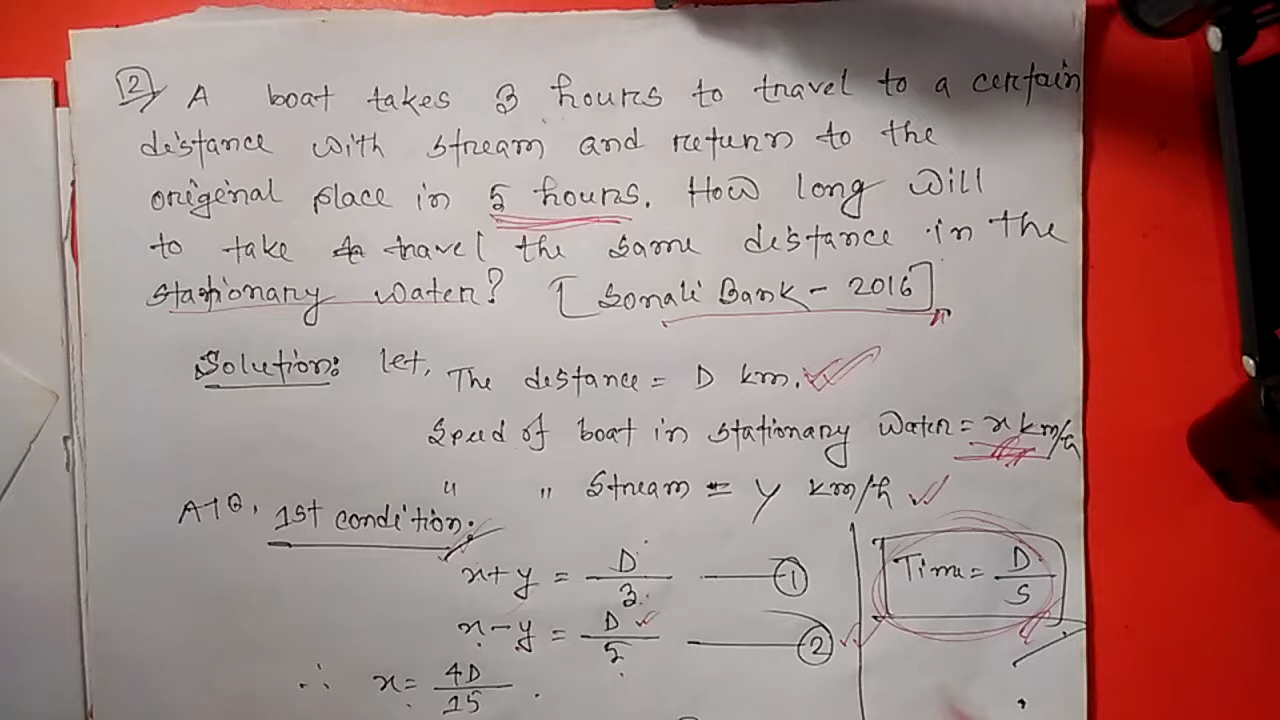 2) A boat takes 3 hours to travel to a certain
distance with stream and return to the
origenal place in 5 hours. How long will
to take travel the same distance in the
stationary water? [Sonali Bank - 2016]
Solution: let, The distance = D km.
Speed of boat in stationary water = x km/h
" " Stream = y km/h
ATQ, 1st condition.
x+y = D/3 — 1
Time = D/S
x-y = D/5 — 2
∴ x = 4D/15